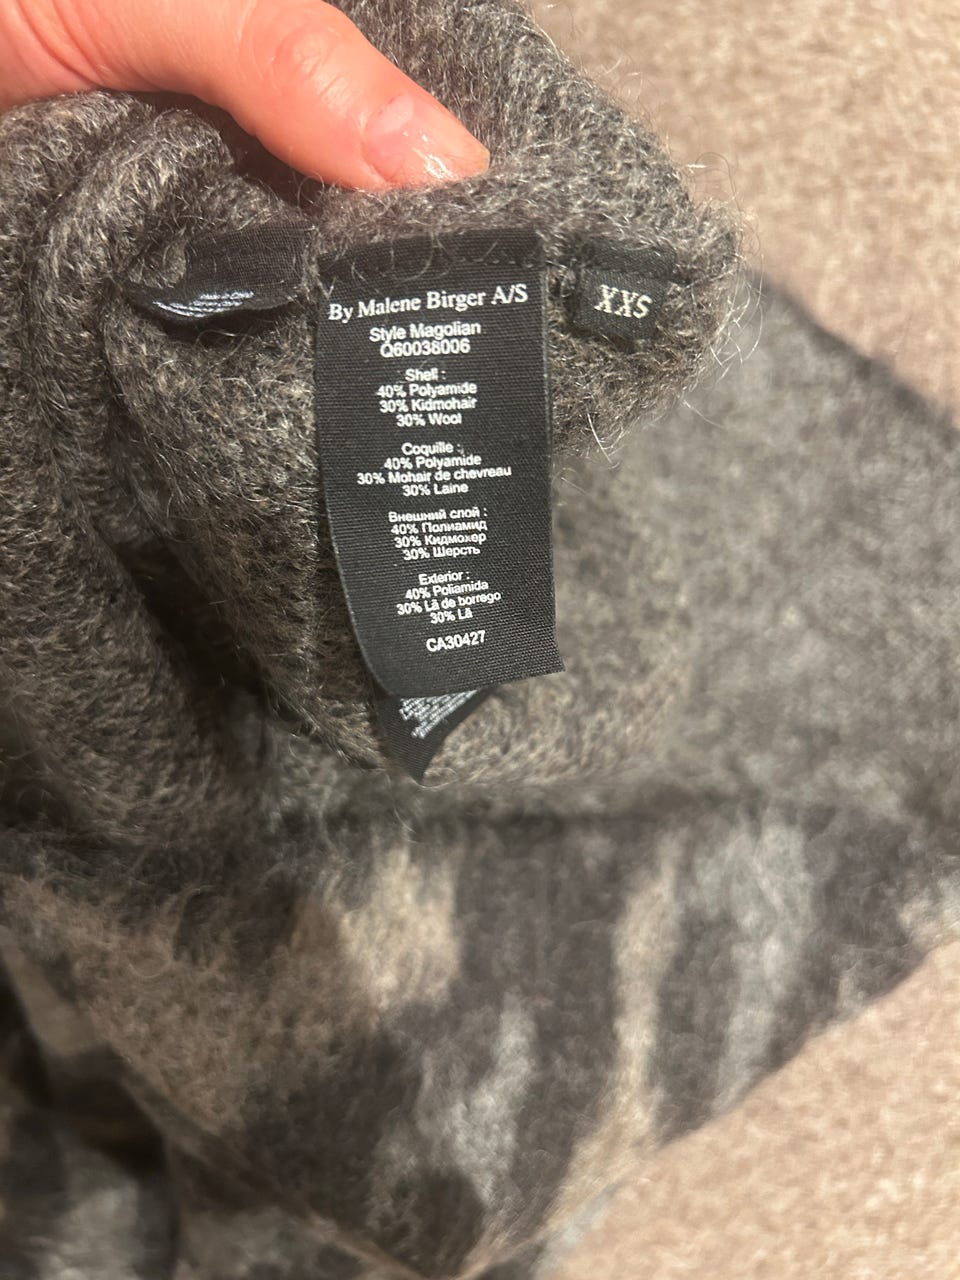 By Malene Birger A/S
Style Magolian
Q60038006
Shell :
40% Polyamide
30% Kidmohair
30% Wool
Coquille :
40% Polyamide
30% Mohair de chevreau
30% Laine
Внешний слой :
40% Полиамид
30% Кидмохер
30% Шерсть
Exterior :
40% Poliamida
30% Lã de borrego
30% Lã
CA30427
XXS